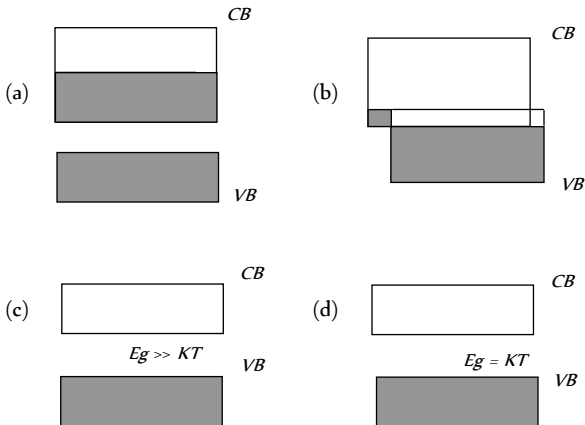 CB
(a)
VB
CB
(b)
VB
CB
(c)
Eg >> KT
VB
CB
(d)
Eg = KT
VB